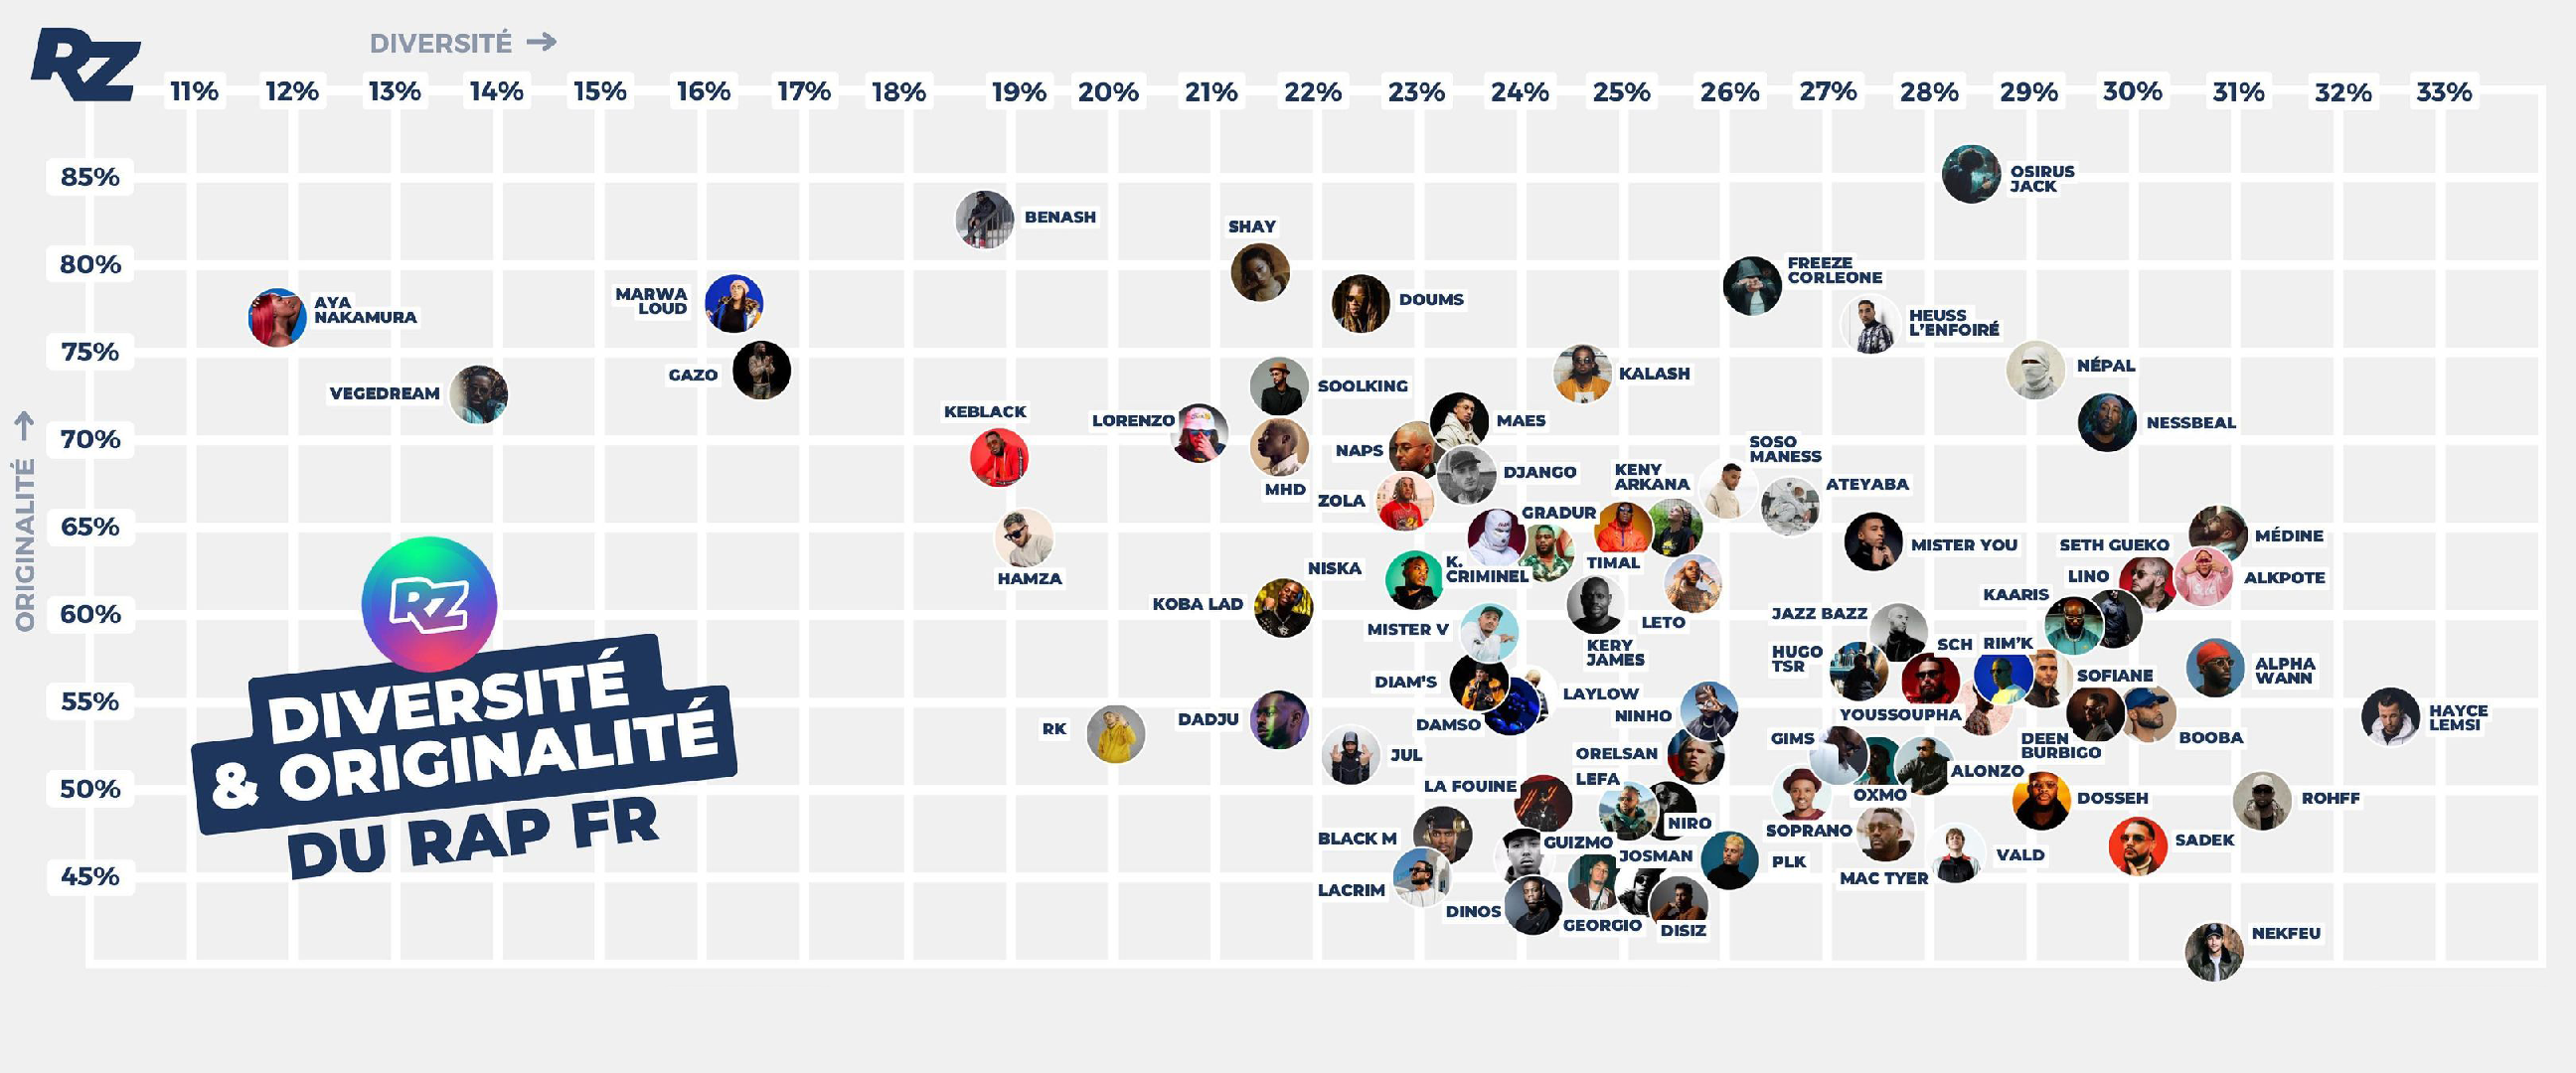 RZ
DIVERSITÉ →
11% 12% 13% 14% 15% 16% 17% 18% 19% 20% 21% 22% 23% 24% 25% 26% 27% 28% 29% 30% 31% 32% 33%
85%
80%
75%
70%
65%
60%
55%
50%
45%
ORIGINALITÉ →
OSIRUS
JACK
BENASH
SHAY
FREEZE
CORLEONE
AYA
NAKAMURA
MARWA
LOUD
DOUMS
HEUSS
L'ENFOIRÉ
GAZO
KALASH
NÉPAL
VEGEDREAM
SOOLKING
KEBLACK
LORENZO
MAES
NESSBEAL
NAPS
SOSO
MANESS
DJANGO
KENY
ARKANA
ATEYABA
MHD
ZOLA
GRADUR
MÉDINE
MISTER YOU
SETH GUEKO
HAMZA
NISKA
K.
CRIMINEL
TIMAL
LINO
ALKPOTE
KAARIS
KOBA LAD
JAZZ BAZZ
LETO
MISTER V
KERY
JAMES
SCH
RIM'K
HUGO
TSR
ALPHA
WANN
SOFIANE
DIAM'S
LAYLOW
NINHO
YOUSSOUPHA
HAYCE
LEMSI
DAMSO
DADJU
RK
GIMS
DEEN
BURBIGO
BOOBA
JUL
ORELSAN
ALONZO
LEFA
LA FOUINE
OXMO
DOSSEH
ROHFF
NIRO
SOPRANO
BLACK M
GUIZMO
SADEK
JOSMAN
PLK
VALD
MAC TYER
LACRIM
DINOS
GEORGIO
DISIZ
NEKFEU
RZ
DIVERSITÉ
& ORIGINALITÉ
DU RAP FR